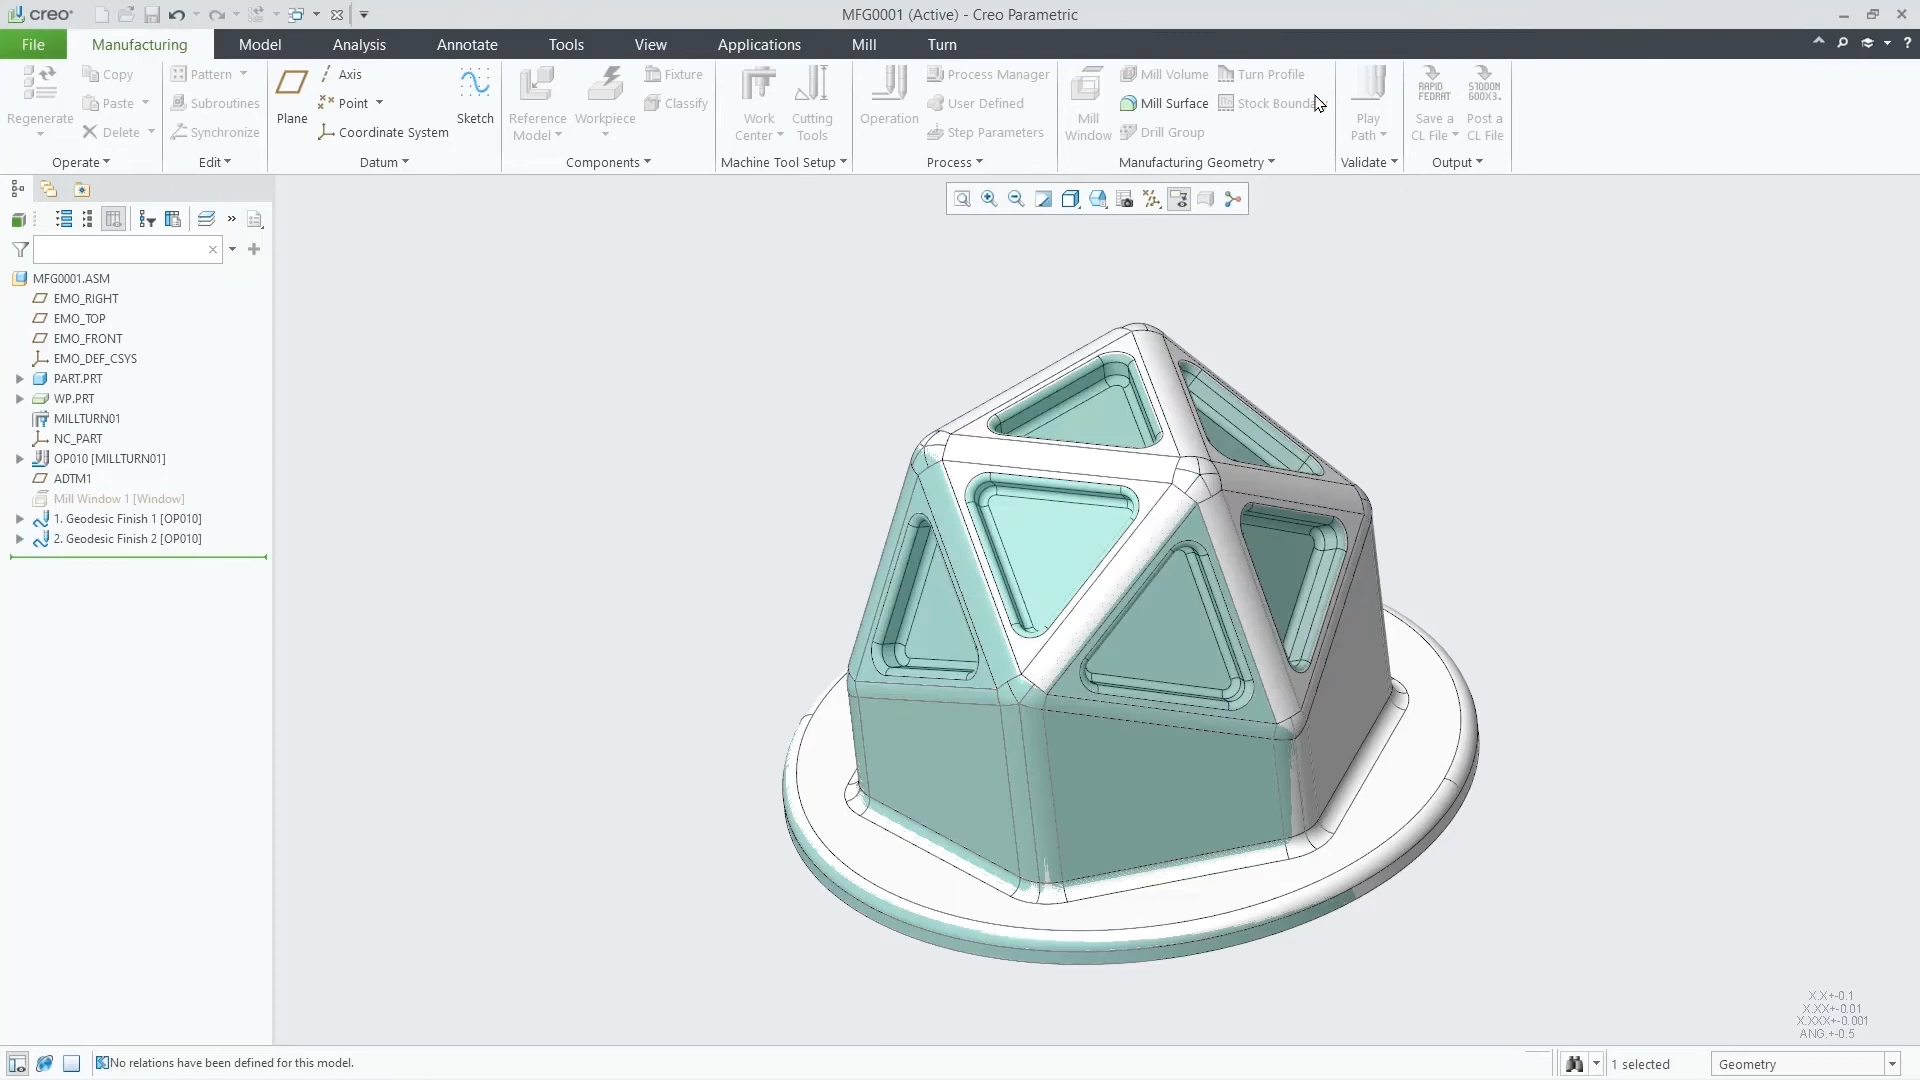 creo
MFG0001 (Active) - Creo Parametric
File Manufacturing Model Analysis Annotate Tools View Applications Mill Turn
Regenerate
Copy
Paste
Delete
Operate
Pattern
Subroutines
Synchronize
Edit
Plane
Axis
Point
Coordinate System
Sketch
Datum
Reference
Model
Workpiece
Fixture
Classify
Components
Work
Center
Cutting
Tools
Machine Tool Setup
Operation
Process Manager
User Defined
Step Parameters
Process
Mill
Window
Mill Volume
Mill Surface
Drill Group
Turn Profile
Stock Bounda
Manufacturing Geometry
Play
Path
Validate
RAPID
FEDRAT
Save a
CL File
S1000M
G00X3.
Post a
CL File
Output
MFG0001.ASM
EMO_RIGHT
EMO_TOP
EMO_FRONT
EMO_DEF_CSYS
PART.PRT
WP.PRT
MILLTURN01
NC_PART
OP010 [MILLTURN01]
ADTM1
Mill Window 1 [Window]
1. Geodesic Finish 1 [OP010]
2. Geodesic Finish 2 [OP010]
X.X+-0.1
X.XX+-0.01
X.XXX+-0.001
ANG.+-0.5
No relations have been defined for this model.
1 selected
Geometry